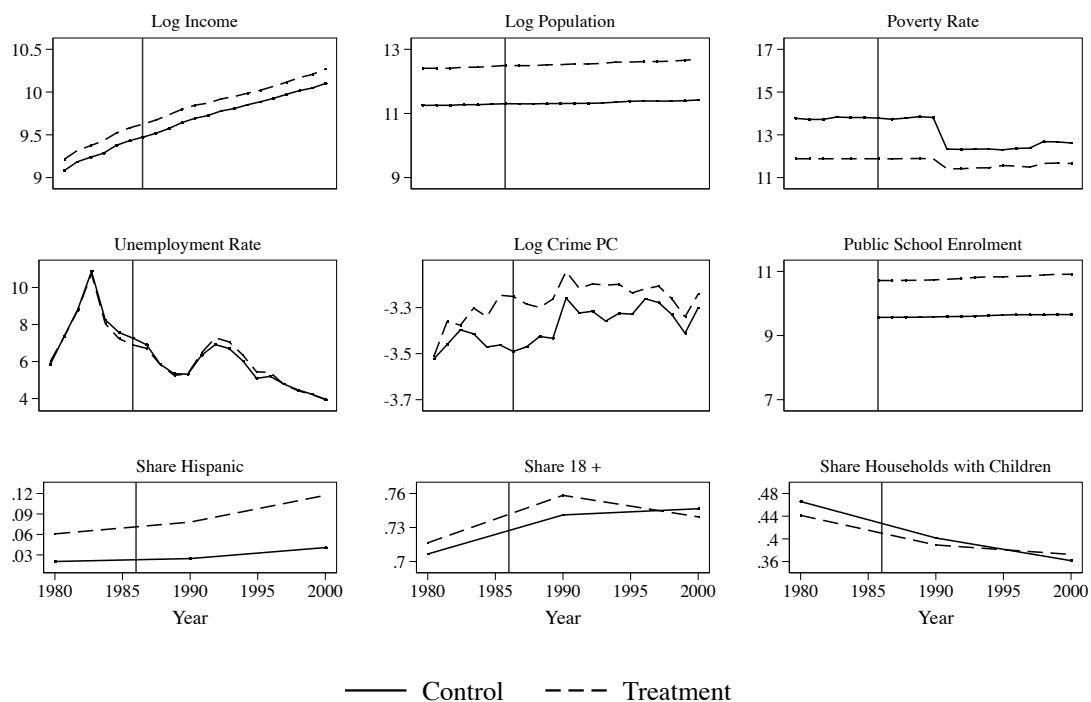 Log Income
10.5
10
9.5
9
Log Population
13
11
9
Poverty Rate
17
15
13
11
Unemployment Rate
10
8
6
4
Log Crime PC
-3.3
-3.5
-3.7
Public School Enrolment
11
9
7
Share Hispanic
.12
.09
.06
.03
1980 1985 1990 1995 2000
Year
Share 18 +
.76
.73
.7
1980 1985 1990 1995 2000
Year
Share Households with Children
.48
.44
.4
.36
1980 1985 1990 1995 2000
Year
Control Treatment